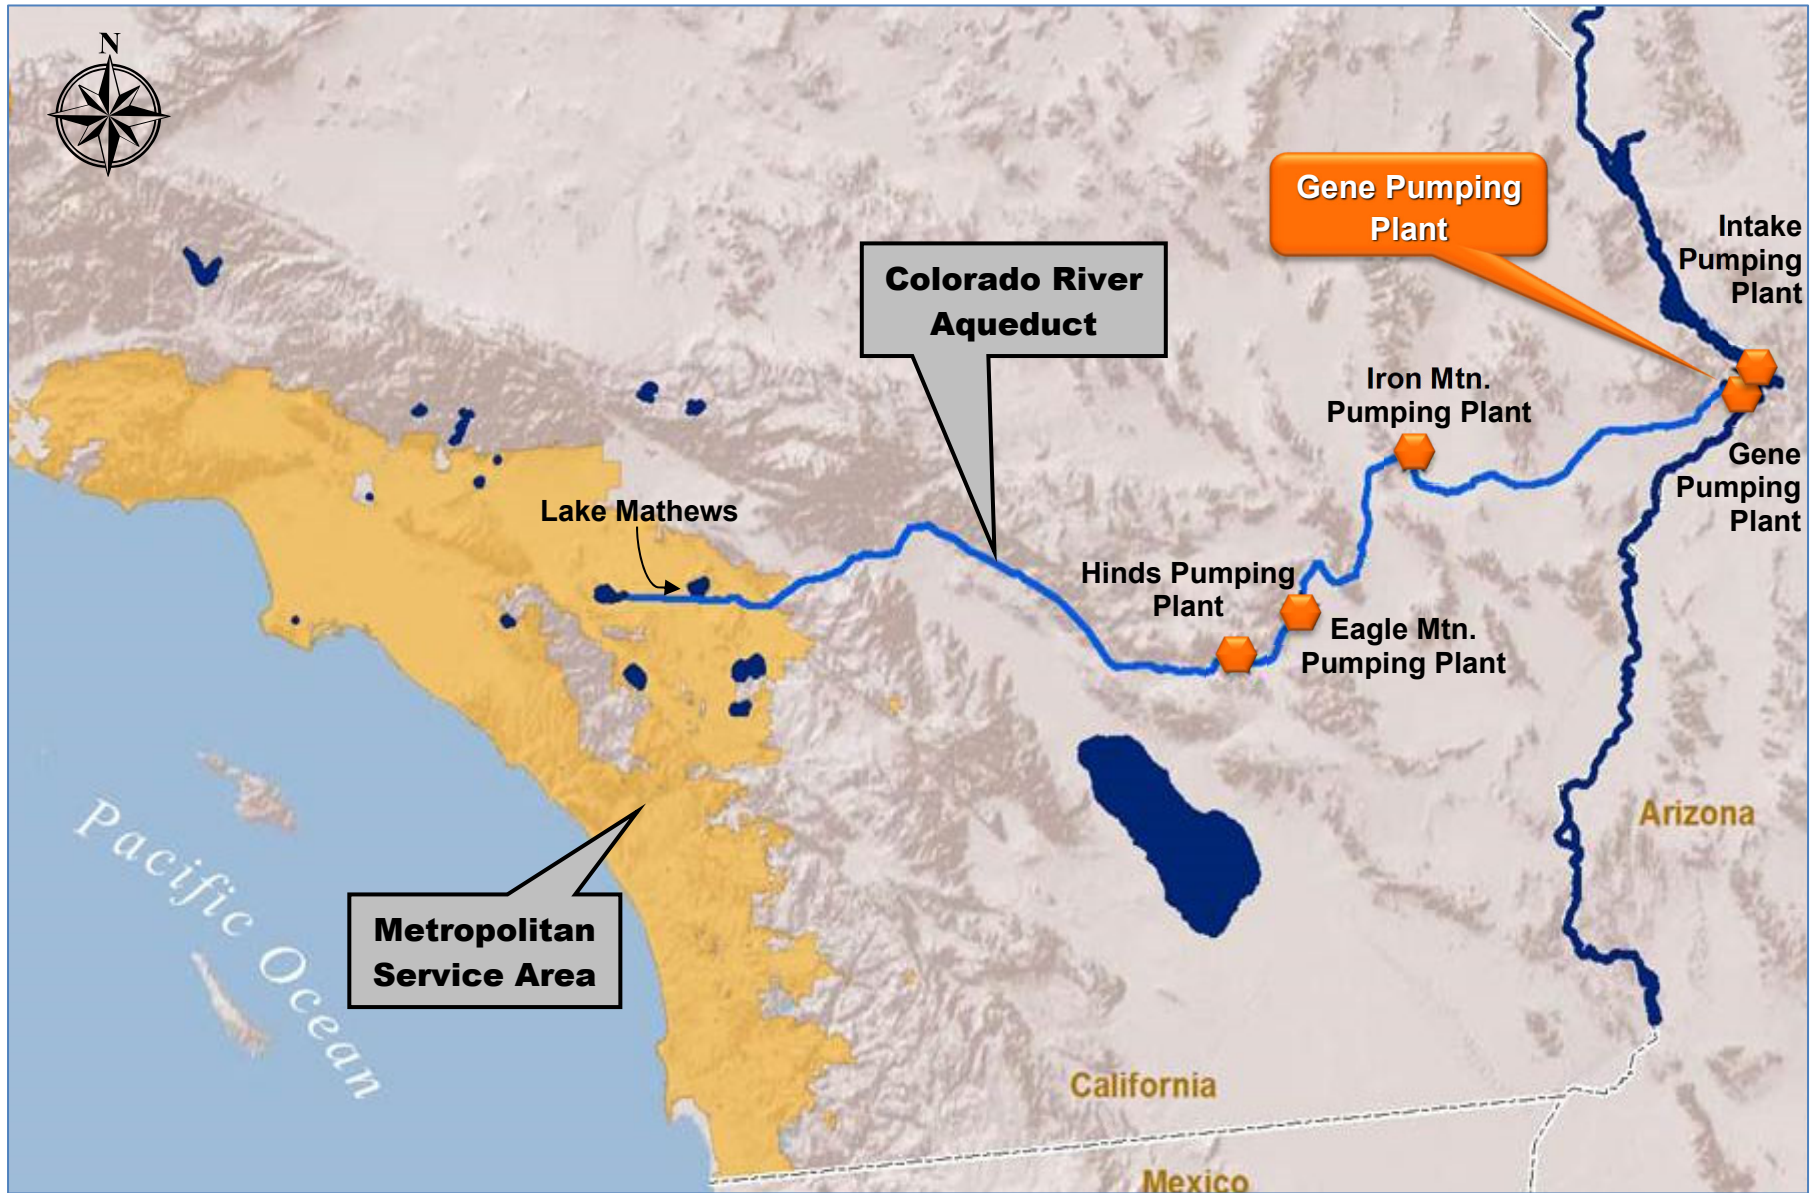 N
Gene Pumping
Plant
Intake
Pumping
Plant
Colorado River
Aqueduct
Iron Mtn.
Pumping Plant
Gene
Pumping
Plant
Lake Mathews
Hinds Pumping
Plant
Eagle Mtn.
Pumping Plant
Arizona
Pacific Ocean
Metropolitan
Service Area
California
Mexico